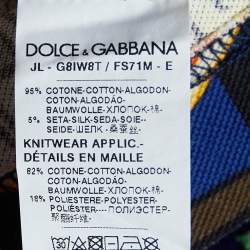 DOLCE & GABBANA
JL - G8IW8T / FS71M - E
95% COTONE-COTTON-ALGODON-
COTON-ALGODÃO-
BAUMWOLLE-ХЛОПОК-棉-
5% SETA-SILK-SEDA-SOIE-
SEIDE-ШЕЛК -桑蚕丝-
KNITWEAR APPLIC.-
DÉTAILS EN MAILLE
82% COTONE-COTTON-ALGODON-
COTON-ALGODÃO-
BAUMWOLLE-ХЛОПОК-棉-
18% POLIESTERE-POLYESTER-
POLIÉSTER-
POLYESTER-ПОЛИЭСТЕР-
聚酯纤维-
30